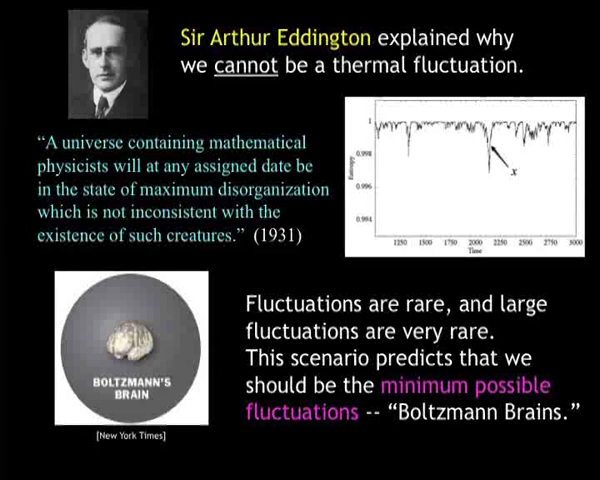 Sir Arthur Eddington explained why
we cannot be a thermal fluctuation.
“A universe containing mathematical
physicists will at any assigned date be
in the state of maximum disorganization
which is not inconsistent with the
existence of such creatures.” (1931)
1
0.998
0.996
0.994
Entropy
x
1250 1500 1750 2000 2250 2500 2750 3000
Time
BOLTZMANN'S
BRAIN
[New York Times]
Fluctuations are rare, and large
fluctuations are very rare.
This scenario predicts that we
should be the minimum possible
fluctuations -- “Boltzmann Brains.”